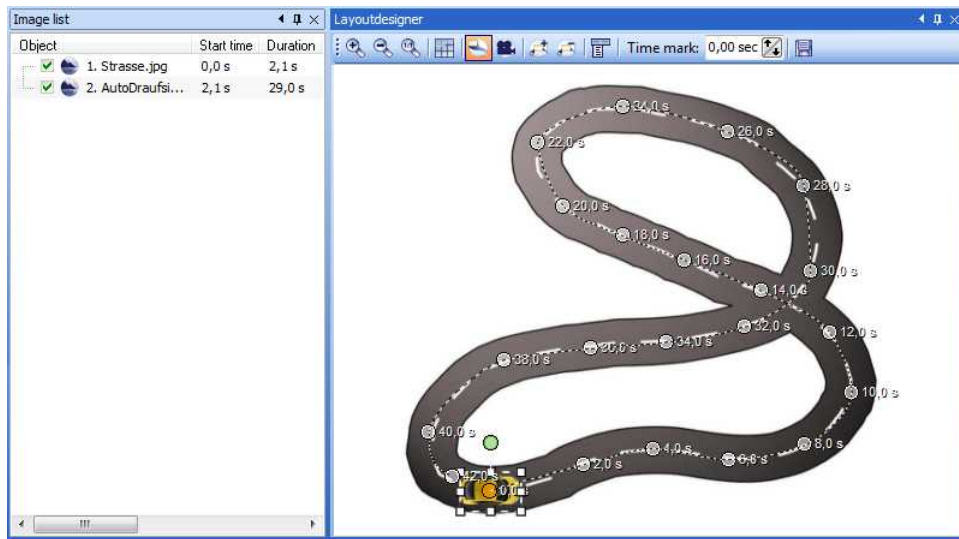 Image list
Layoutdesigner
Object Start time Duration
1. Strasse.jpg 0,0 s 2,1 s
2. AutoDraufsi... 2,1 s 29,0 s
Time mark: 0,00 sec
24,0 s
26,0 s
22,0 s
28,0 s
20,0 s
18,0 s
16,0 s
30,0 s
14,0 s
32,0 s
12,0 s
34,0 s
36,0 s
38,0 s
10,0 s
40,0 s
8,0 s
4,0 s
6,0 s
2,0 s
42,0 s
0,0 s